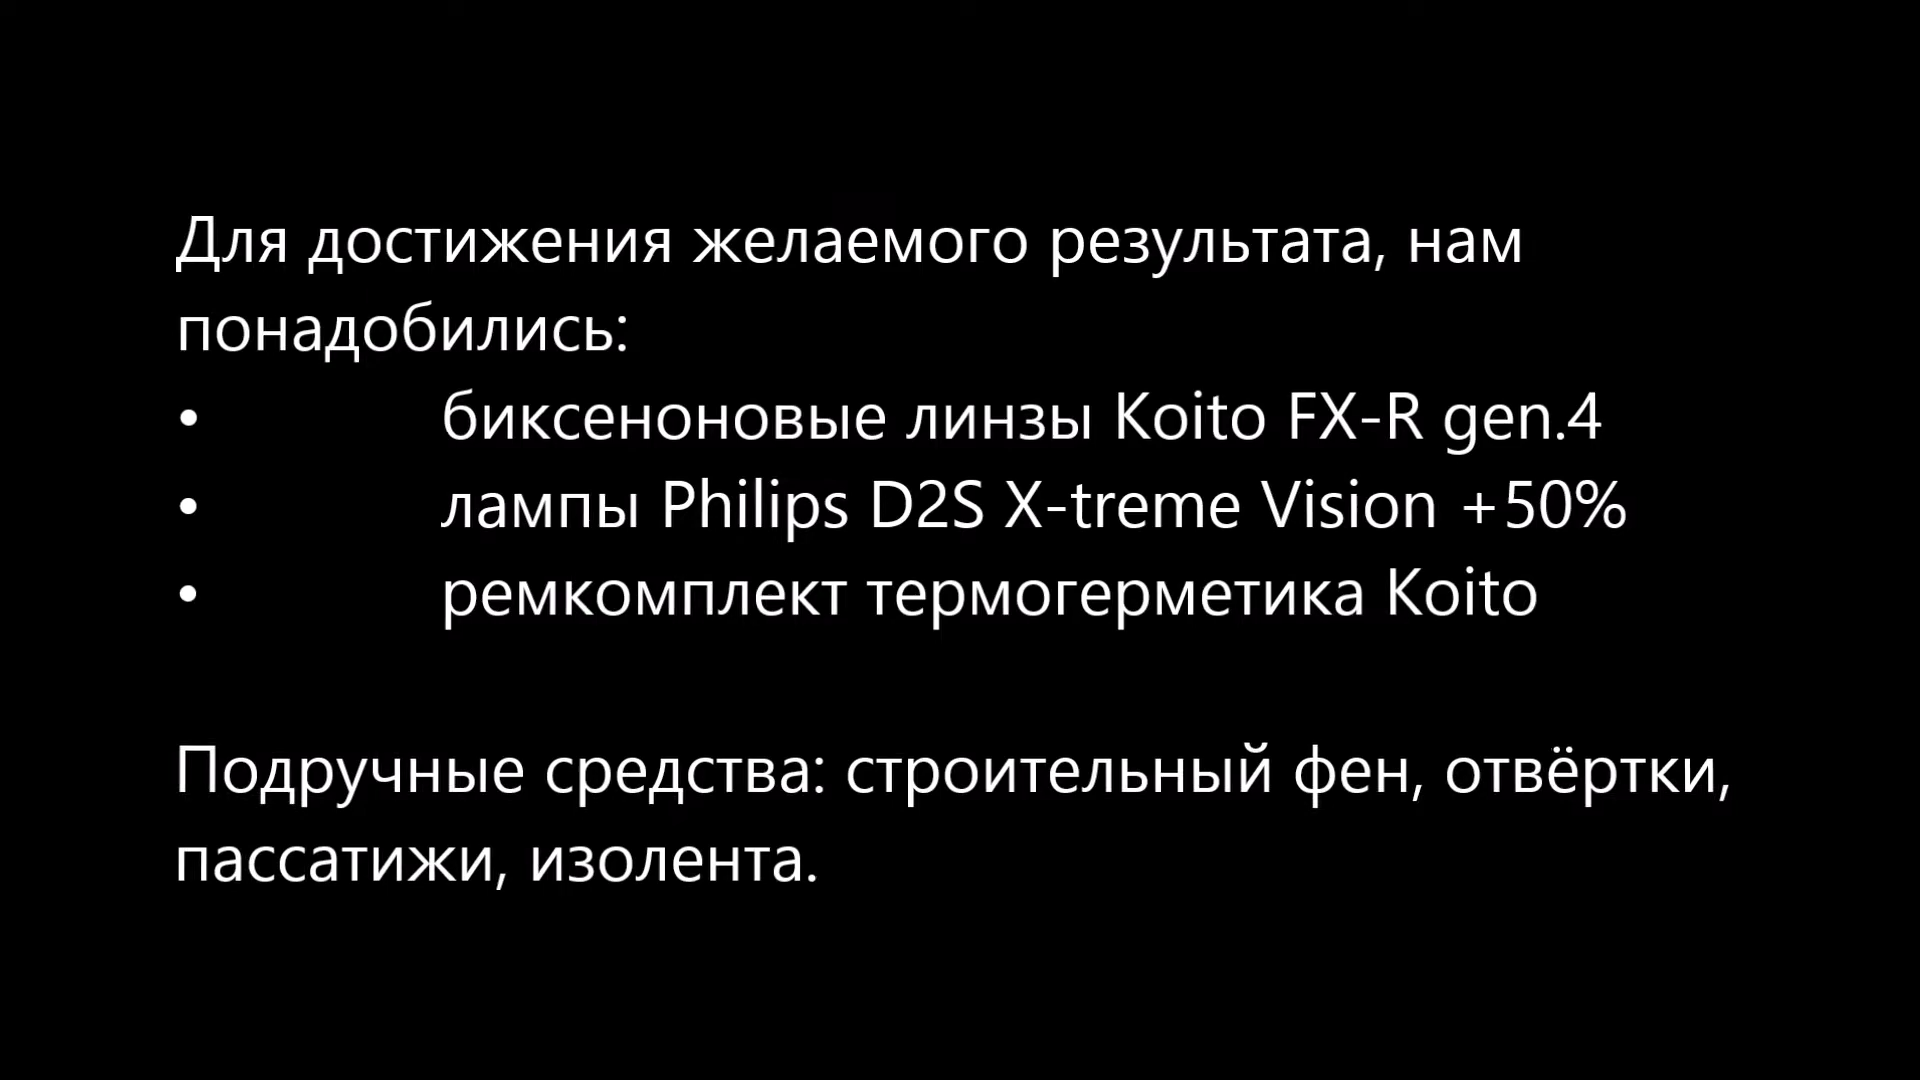 Для достижения желаемого результата, нам
понадобились:
• биксеноновые линзы Koito FX-R gen.4
• лампы Philips D2S X-treme Vision +50%
• ремкомплект термогерметика Koito
Подручные средства: строительный фен, отвёртки,
пассатижи, изолента.